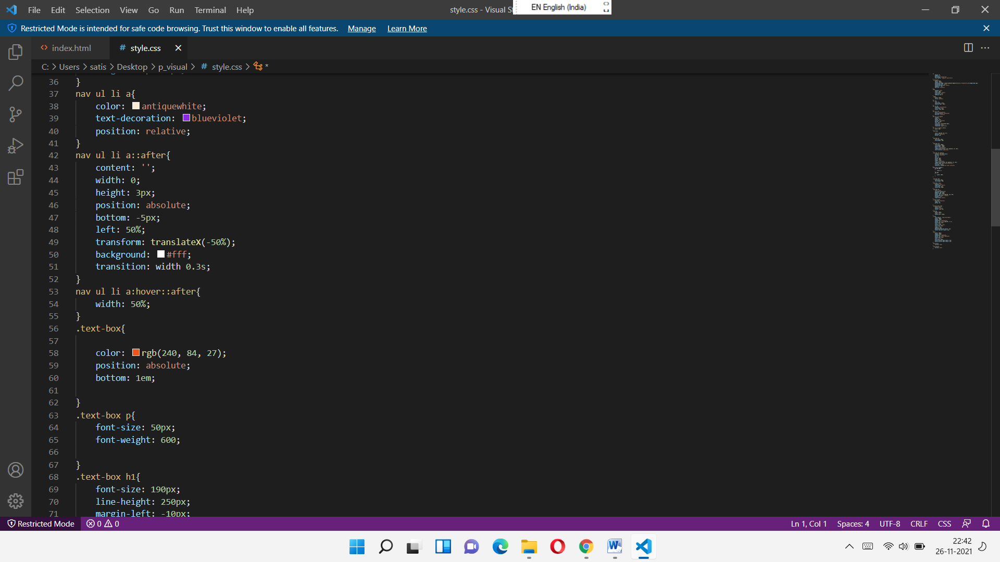 File Edit Selection View Go Run Terminal Help
style.css - Visual S
EN English (India)
Restricted Mode is intended for safe code browsing. Trust this window to enable all features. Manage Learn More
<> index.html
# style.css
C: > Users > satis > Desktop > p_visual > # style.css > *
36 }
37 nav ul li a{
38 color: antiquewhite;
39 text-decoration: blueviolet;
40 position: relative;
41 }
42 nav ul li a::after{
43 content: '';
44 width: 0;
45 height: 3px;
46 position: absolute;
47 bottom: -5px;
48 left: 50%;
49 transform: translateX(-50%);
50 background: #fff;
51 transition: width 0.3s;
52 }
53 nav ul li a:hover::after{
54 width: 50%;
55 }
56 .text-box{
57
58 color: rgb(240, 84, 27);
59 position: absolute;
60 bottom: 1em;
61
62 }
63 .text-box p{
64 font-size: 50px;
65 font-weight: 600;
66
67 }
68 .text-box h1{
69 font-size: 190px;
70 line-height: 250px;
71 margin-left: -10px;
Restricted Mode 0 0
Ln 1, Col 1 Spaces: 4 UTF-8 CRLF CSS
22:42
26-11-2021